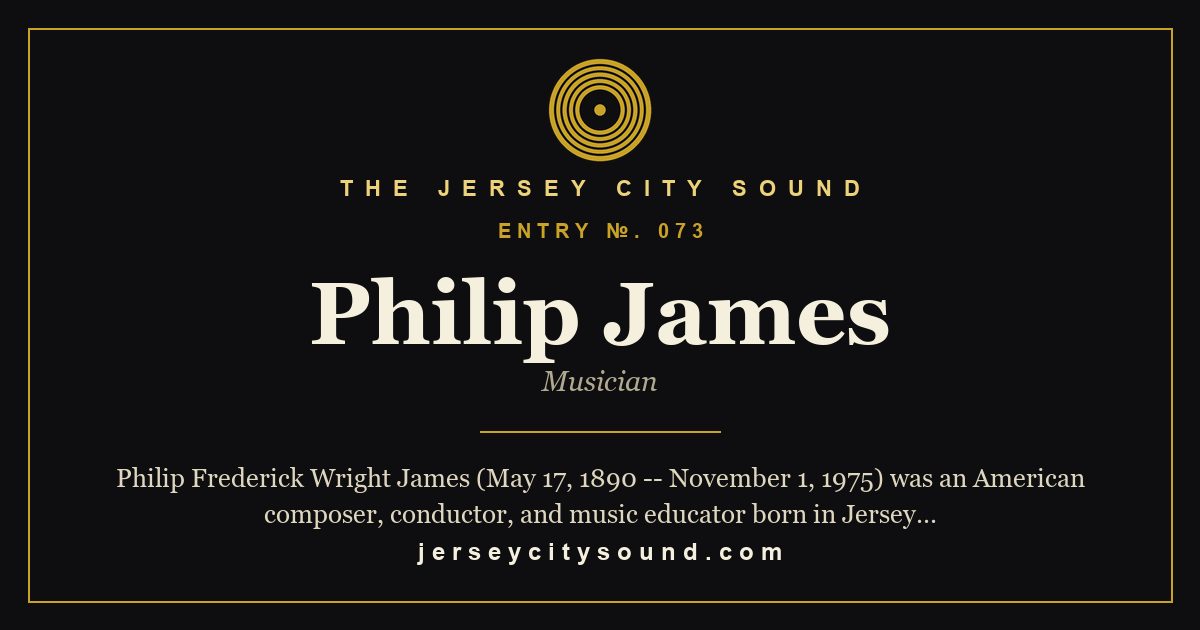 THE JERSEY CITY SOUND
ENTRY №. 073
Philip James
Musician
Philip Frederick Wright James (May 17, 1890 -- November 1, 1975) was an American
composer, conductor, and music educator born in Jersey...
jerseycitysound.com